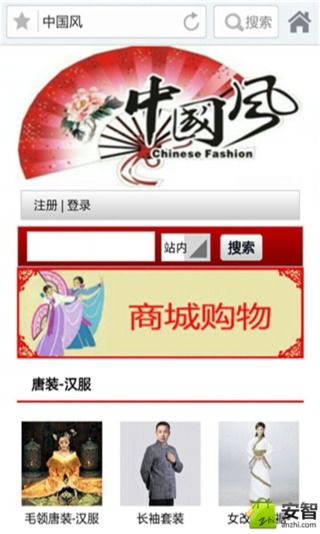 中国风
搜索
中國风
Chinese Fashion
注册 | 登录
站内
搜索
商城购物
唐装-汉服
毛领唐装-汉服
长袖套装
女改
服
安智
anzhi.com